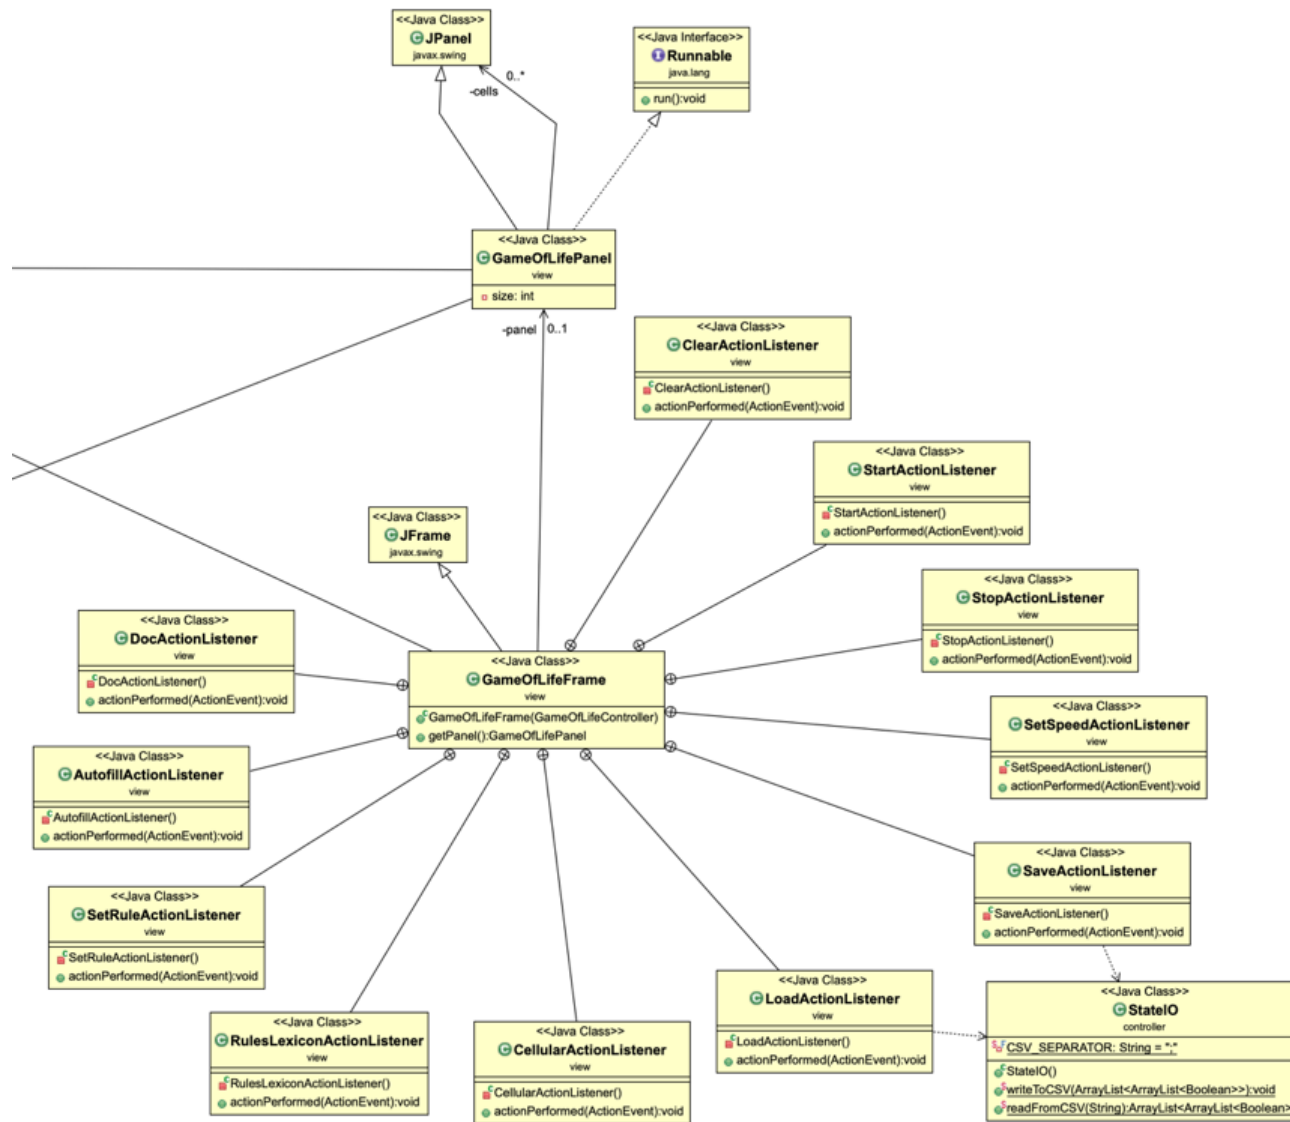 <<Java Class>>
JPanel
javax.swing
<<Java Interface>>
Runnable
java.lang
run():void
0..*
-cells
<<Java Class>>
GameOfLifePanel
view
size: int
-panel
0..1
<<Java Class>>
ClearActionListener
view
ClearActionListener()
actionPerformed(ActionEvent):void
<<Java Class>>
StartActionListener
view
StartActionListener()
actionPerformed(ActionEvent):void
<<Java Class>>
JFrame
javax.swing
<<Java Class>>
StopActionListener
view
StopActionListener()
actionPerformed(ActionEvent):void
<<Java Class>>
DocActionListener
view
DocActionListener()
actionPerformed(ActionEvent):void
<<Java Class>>
GameOfLifeFrame
view
GameOfLifeFrame(GameOfLifeController)
getPanel():GameOfLifePanel
<<Java Class>>
SetSpeedActionListener
view
SetSpeedActionListener()
actionPerformed(ActionEvent):void
<<Java Class>>
AutofillActionListener
view
AutofillActionListener()
actionPerformed(ActionEvent):void
<<Java Class>>
SaveActionListener
view
SaveActionListener()
actionPerformed(ActionEvent):void
<<Java Class>>
SetRuleActionListener
view
SetRuleActionListener()
actionPerformed(ActionEvent):void
<<Java Class>>
LoadActionListener
view
LoadActionListener()
actionPerformed(ActionEvent):void
<<Java Class>>
StateIO
controller
CSV_SEPARATOR: String = ";"
StateIO()
writeToCSV(ArrayList<ArrayList<Boolean>>):void
readFromCSV(String):ArrayList<ArrayList<Boolean>
<<Java Class>>
RulesLexiconActionListener
view
RulesLexiconActionListener()
actionPerformed(ActionEvent):void
<<Java Class>>
CellularActionListener
view
CellularActionListener()
actionPerformed(ActionEvent):void